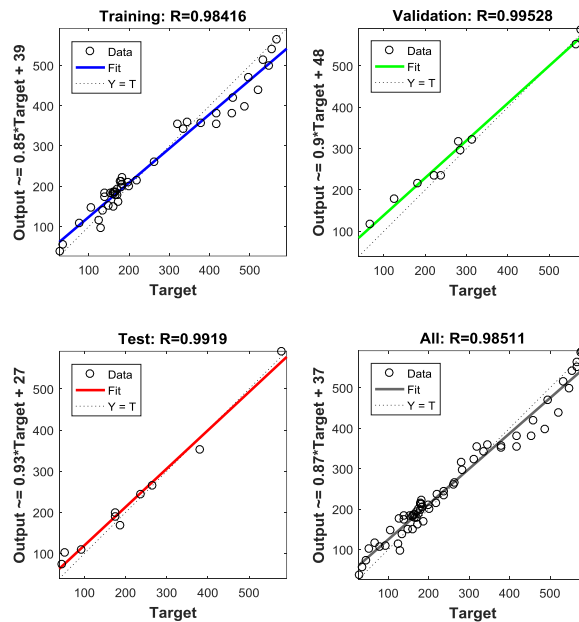 Training: R=0.98416
Output ~= 0.85*Target + 39
Data
Fit
Y = T
500
400
300
200
100
100 200 300 400 500
Target
Validation: R=0.99528
Output ~= 0.9*Target + 48
Data
Fit
Y = T
500
400
300
200
100
100 200 300 400 500
Target
Test: R=0.9919
Output ~= 0.93*Target + 27
Data
Fit
Y = T
500
400
300
200
100
100 200 300 400 500
Target
All: R=0.98511
Output ~= 0.87*Target + 37
Data
Fit
Y = T
500
400
300
200
100
100 200 300 400 500
Target